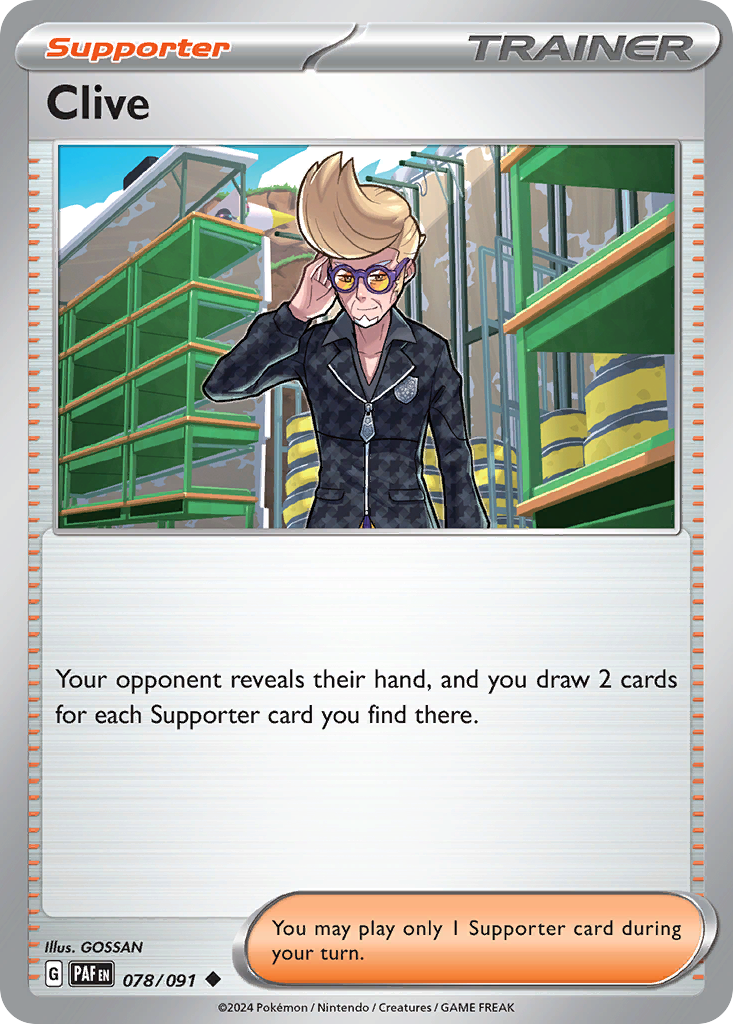 Supporter TRAINER
Clive
Your opponent reveals their hand, and you draw 2 cards
for each Supporter card you find there.
You may play only 1 Supporter card during
your turn.
Illus. GOSSAN
G PAF EN 078/091
©2024 Pokémon / Nintendo / Creatures / GAME FREAK